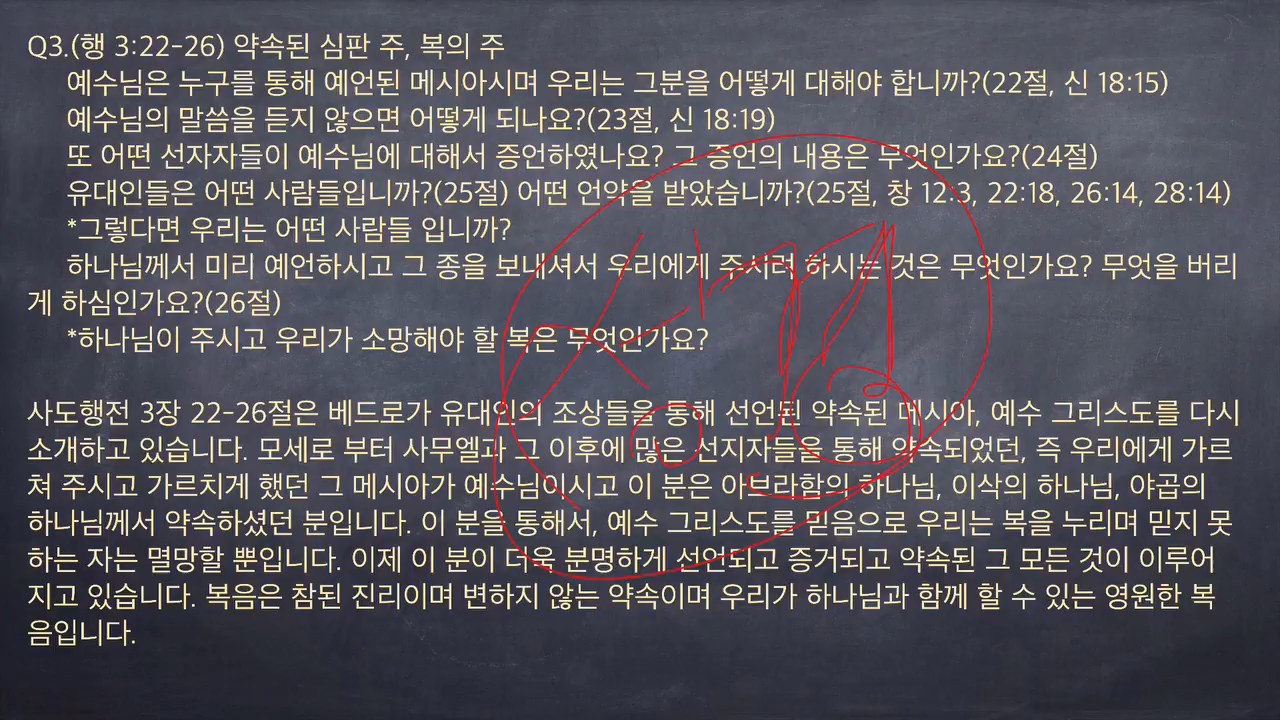 Q3.(행 3:22-26) 약속된 심판 주, 복의 주
예수님은 누구를 통해 예언된 메시아시며 우리는 그분을 어떻게 대해야 합니까?(22절, 신 18:15)
예수님의 말씀을 듣지 않으면 어떻게 되나요?(23절, 신 18:19)
또 어떤 선자자들이 예수님에 대해서 증언하였나요? 그 증언의 내용은 무엇인가요?(24절)
유대인들은 어떤 사람들입니까?(25절) 어떤 언약을 받았습니까?(25절, 창 12:3, 22:18, 26:14, 28:14)
*그렇다면 우리는 어떤 사람들 입니까?
하나님께서 미리 예언하시고 그 종을 보내셔서 우리에게 주시려 하시는 것은 무엇인가요? 무엇을 버리
게 하심인가요?(26절)
*하나님이 주시고 우리가 소망해야 할 복은 무엇인가요?
사도행전 3장 22-26절은 베드로가 유대인의 조상들을 통해 선언된 약속된 메시아, 예수 그리스도를 다시
소개하고 있습니다. 모세로 부터 사무엘과 그 이후에 많은 선지자들을 통해 약속되었던, 즉 우리에게 가르
쳐 주시고 가르치게 했던 그 메시아가 예수님이시고 이 분은 아브라함의 하나님, 이삭의 하나님, 야곱의
하나님께서 약속하셨던 분입니다. 이 분을 통해서, 예수 그리스도를 믿음으로 우리는 복을 누리며 믿지 못
하는 자는 멸망할 뿐입니다. 이제 이 분이 더욱 분명하게 선언되고 증거되고 약속된 그 모든 것이 이루어
지고 있습니다. 복음은 참된 진리이며 변하지 않는 약속이며 우리가 하나님과 함께 할 수 있는 영원한 복
음입니다.